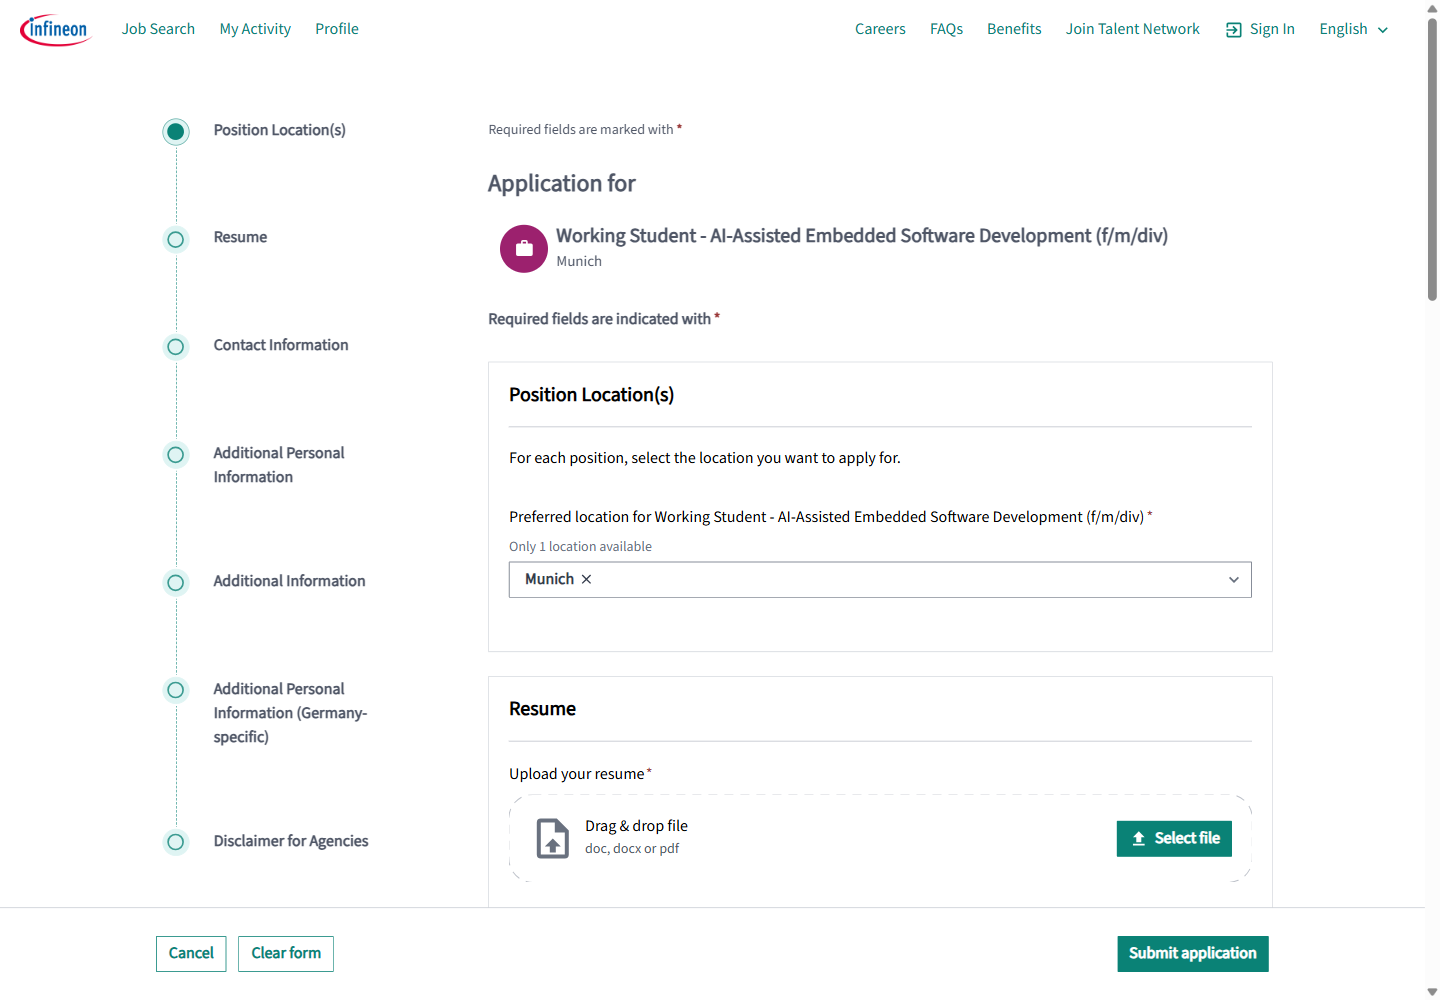 infineon
Job Search
My Activity
Profile
Careers
FAQs
Benefits
Join Talent Network
Sign In
English
Position Location(s)
Resume
Contact Information
Additional Personal
Information
Additional Information
Additional Personal
Information (Germany-
specific)
Disclaimer for Agencies
Required fields are marked with *
Application for
Working Student - AI-Assisted Embedded Software Development (f/m/div)
Munich
Required fields are indicated with *
Position Location(s)
For each position, select the location you want to apply for.
Preferred location for Working Student - AI-Assisted Embedded Software Development (f/m/div) *
Only 1 location available
Munich
Resume
Upload your resume *
Drag & drop file
doc, docx or pdf
Select file
Cancel
Clear form
Submit application